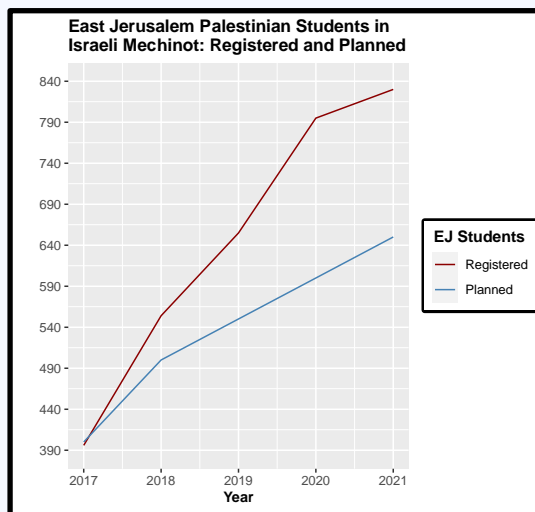 East Jerusalem Palestinian Students in
Israeli Mechinot: Registered and Planned
840
790
740
690
640
590
540
490
440
390
2017 2018 2019 2020 2021
Year
EJ Students
Registered
Planned